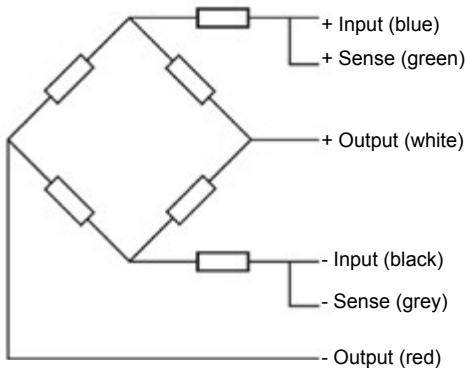 + Input (blue)
+ Sense (green)
+ Output (white)
- Input (black)
- Sense (grey)
- Output (red)